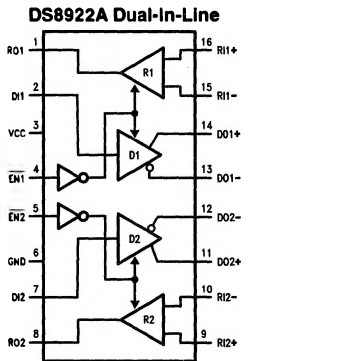 DS8922A Dual-In-Line
RO1 1 16 RI1+
R1
DI1 2 15 RI1-
VCC 3 14 DO1+
D1
EN1 4 13 DO1-
EN2 5 12 DO2-
D2
GND 6 11 DO2+
DI2 7 10 RI2-
R2
RO2 8 9 RI2+